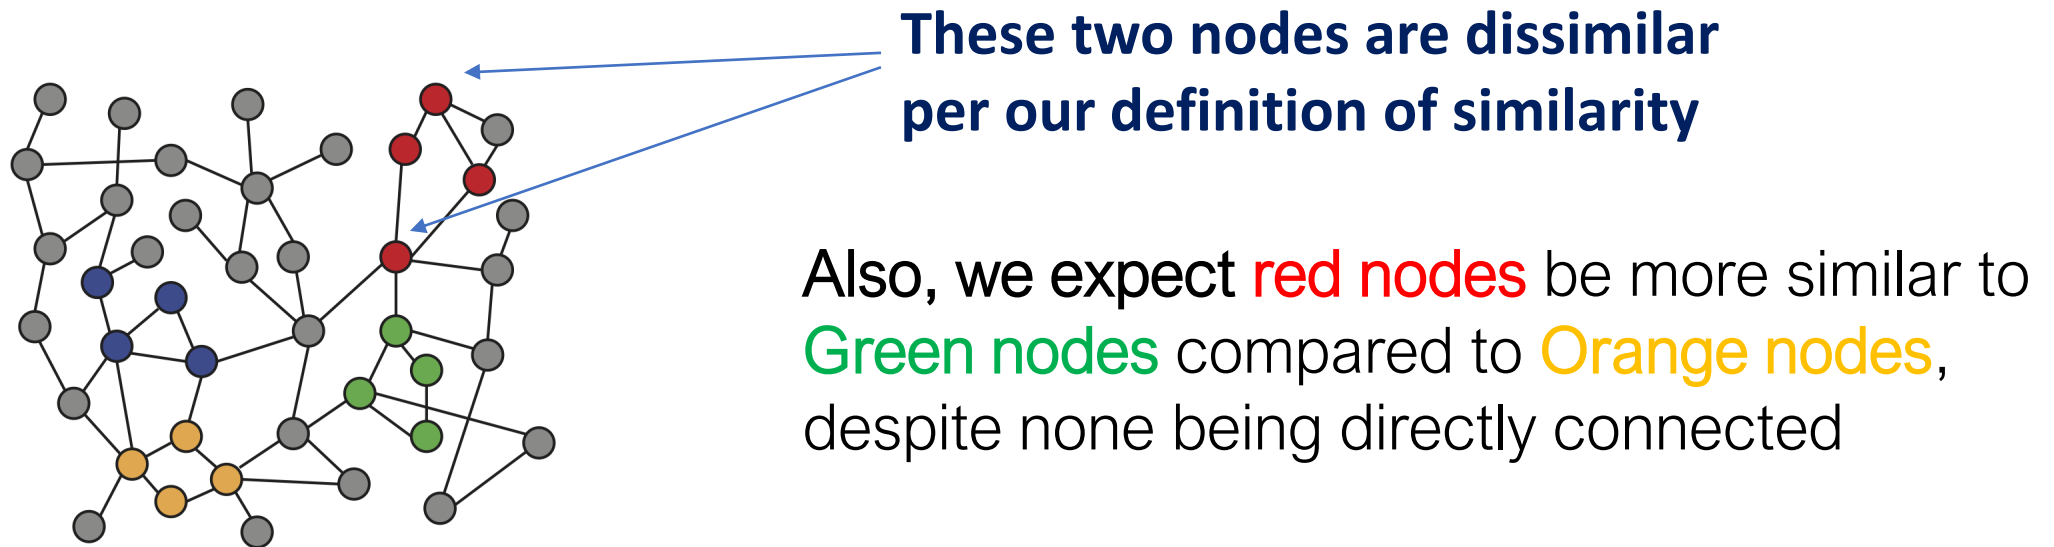 These two nodes are dissimilar
per our definition of similarity
Also, we expect red nodes be more similar to
Green nodes compared to Orange nodes,
despite none being directly connected